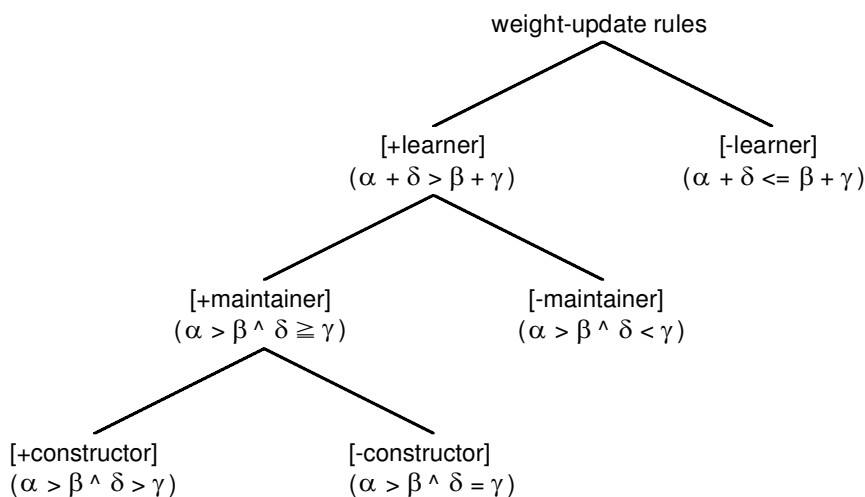 weight-update rules
[+learner]
(α + δ > β + γ)
[-learner]
(α + δ <= β + γ)
[+maintainer]
(α > β ^ δ ≧ γ)
[-maintainer]
(α > β ^ δ < γ)
[+constructor]
(α > β ^ δ > γ)
[-constructor]
(α > β ^ δ = γ)